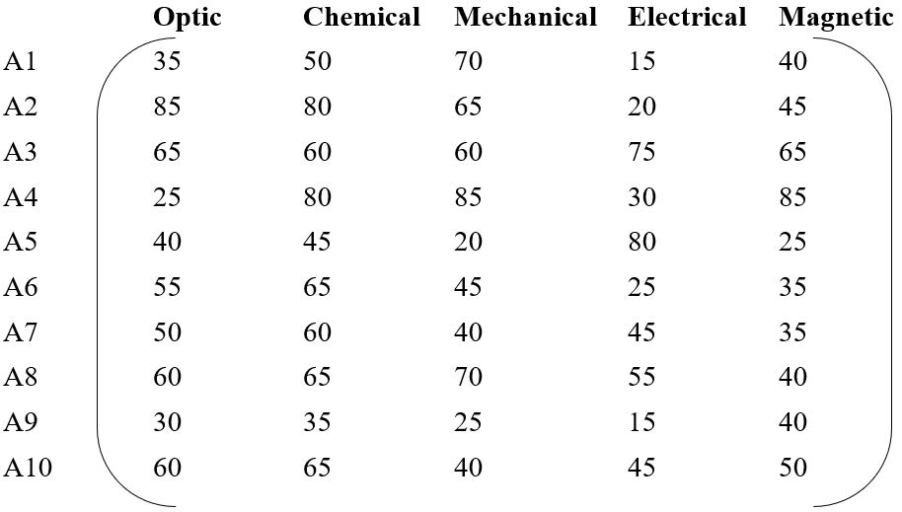 Optic Chemical Mechanical Electrical Magnetic
A1 35 50 70 15 40
A2 85 80 65 20 45
A3 65 60 60 75 65
A4 25 80 85 30 85
A5 40 45 20 80 25
A6 55 65 45 25 35
A7 50 60 40 45 35
A8 60 65 70 55 40
A9 30 35 25 15 40
A10 60 65 40 45 50